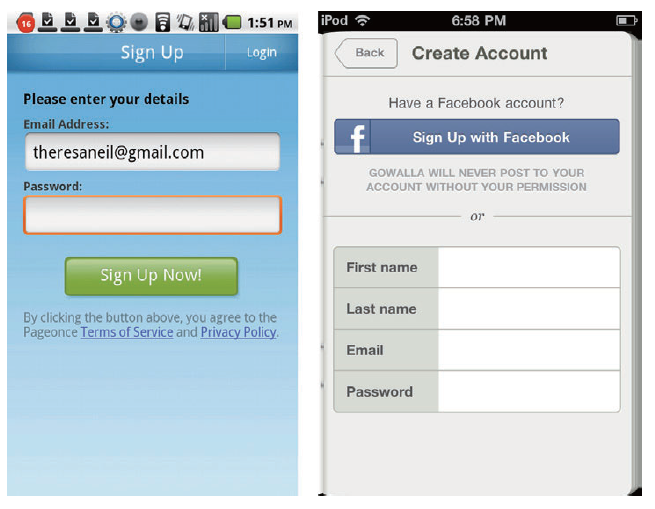 16 1:51 PM
Sign Up Login
Please enter your details
Email Address:
theresaneil@gmail.com
Password:
Sign Up Now!
By clicking the button above, you agree to the
Pageonce Terms of Service and Privacy Policy.
iPod 6:58 PM
Back Create Account
Have a Facebook account?
f Sign Up with Facebook
GOWALLA WILL NEVER POST TO YOUR
ACCOUNT WITHOUT YOUR PERMISSION
or
First name
Last name
Email
Password